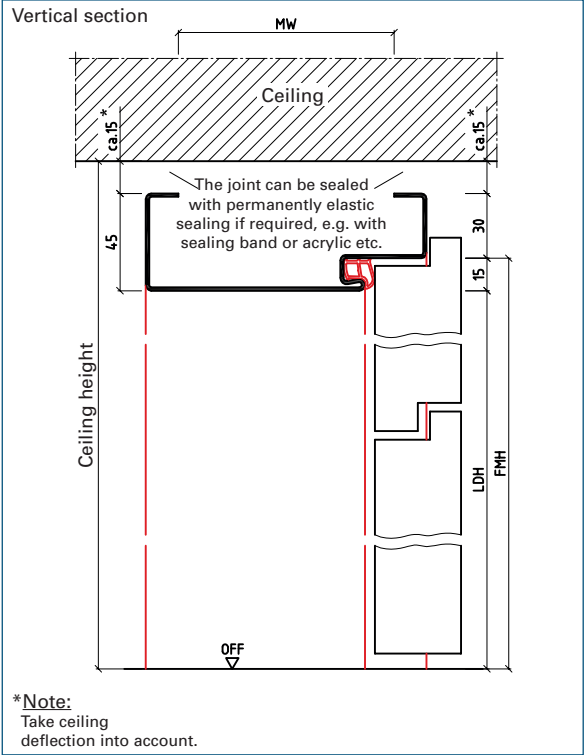 Vertical section
MW
Ceiling
ca.15 *
ca.15 *
The joint can be sealed
with permanently elastic
sealing if required, e.g. with
sealing band or acrylic etc.
45
30
15
Ceiling height
LDH
FMH
OFF
*Note:
Take ceiling
deflection into account.